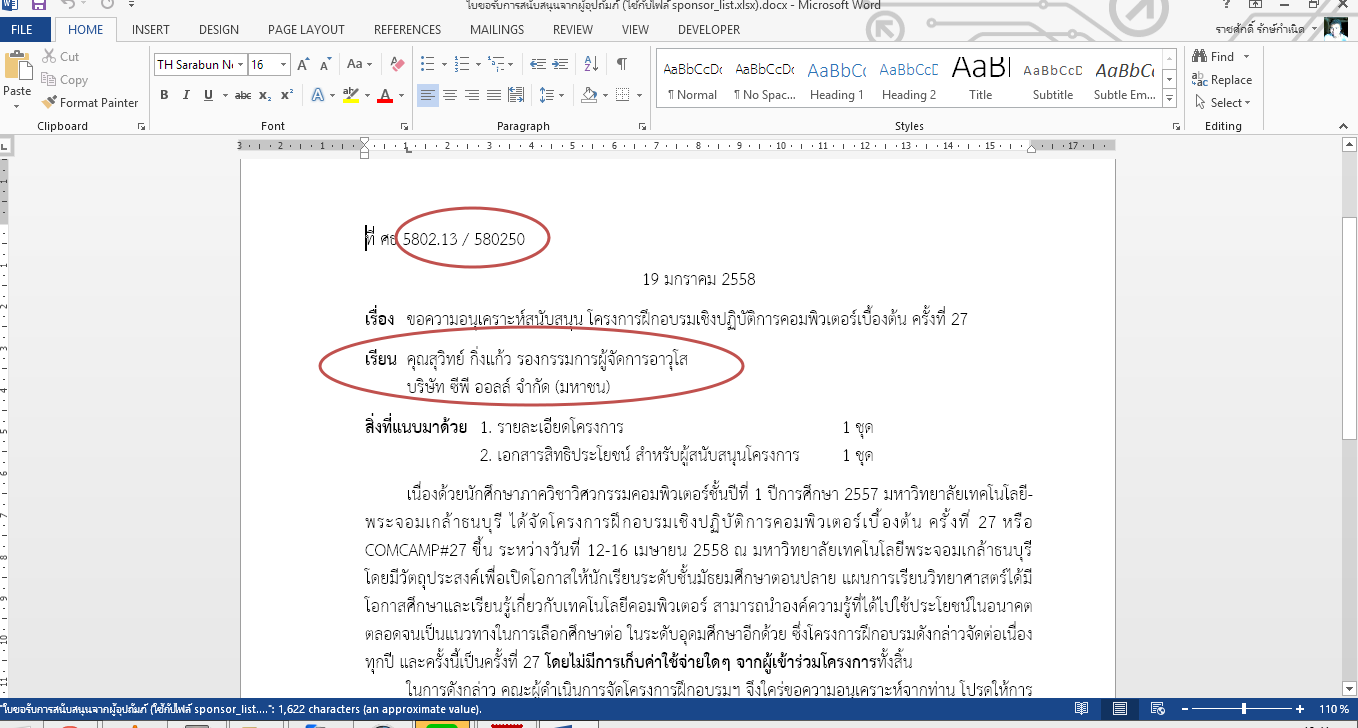 ใบขอรับการสนับสนุนจากผู้อุปถัมภ์ (ใช้กับไฟล์ sponsor_list.xlsx).docx - Microsoft Word
FILE HOME INSERT DESIGN PAGE LAYOUT REFERENCES MAILINGS REVIEW VIEW DEVELOPER ราชศักดิ์ รักษ์กำเนิด
Paste
Cut
Copy
Format Painter
Clipboard
TH Sarabun N 16
Font
Paragraph
AaBbCcDc AaBbCcDc AaBbCc AaBbCcD AaBl AaBbCcD AaBbCc
¶ Normal ¶ No Spac... Heading 1 Heading 2 Title Subtitle Subtle Em...
Styles
Find
Replace
Select
Editing
3 2 1 1 2 3 4 5 6 7 8 9 10 11 12 13 14 15 17
ที่ ศธ 5802.13 / 580250
19 มกราคม 2558
เรื่อง ขอความอนุเคราะห์สนับสนุน โครงการฝึกอบรมเชิงปฏิบัติการคอมพิวเตอร์เบื้องต้น ครั้งที่ 27
เรียน คุณสุวิทย์ กิ่งแก้ว รองกรรมการผู้จัดการอาวุโส
บริษัท ซีพี ออลล์ จำกัด (มหาชน)
สิ่งที่แนบมาด้วย 1. รายละเอียดโครงการ 1 ชุด
2. เอกสารสิทธิประโยชน์ สำหรับผู้สนับสนุนโครงการ 1 ชุด
เนื่องด้วยนักศึกษาภาควิชาวิศวกรรมคอมพิวเตอร์ชั้นปีที่ 1 ปีการศึกษา 2557 มหาวิทยาลัยเทคโนโลยี-
พระจอมเกล้าธนบุรี ได้จัดโครงการฝึกอบรมเชิงปฏิบัติการคอมพิวเตอร์เบื้องต้น ครั้งที่ 27 หรือ
COMCAMP#27 ขึ้น ระหว่างวันที่ 12-16 เมษายน 2558 ณ มหาวิทยาลัยเทคโนโลยีพระจอมเกล้าธนบุรี
โดยมีวัตถุประสงค์เพื่อเปิดโอกาสให้นักเรียนระดับชั้นมัธยมศึกษาตอนปลาย แผนการเรียนวิทยาศาสตร์ได้มี
โอกาสศึกษาและเรียนรู้เกี่ยวกับเทคโนโลยีคอมพิวเตอร์ สามารถนำองค์ความรู้ที่ได้ไปใช้ประโยชน์ในอนาคต
ตลอดจนเป็นแนวทางในการเลือกศึกษาต่อ ในระดับอุดมศึกษาอีกด้วย ซึ่งโครงการฝึกอบรมดังกล่าวจัดต่อเนื่อง
ทุกปี และครั้งนี้เป็นครั้งที่ 27 โดยไม่มีการเก็บค่าใช้จ่ายใดๆ จากผู้เข้าร่วมโครงการทั้งสิ้น
ในการดังกล่าว คณะผู้ดำเนินการจัดโครงการฝึกอบรมฯ จึงใคร่ขอความอนุเคราะห์จากท่าน โปรดให้การ
"ใบขอรับการสนับสนุนจากผู้อุปถัมภ์ (ใช้กับไฟล์ sponsor_list....": 1,622 characters (an approximate value). 110 %